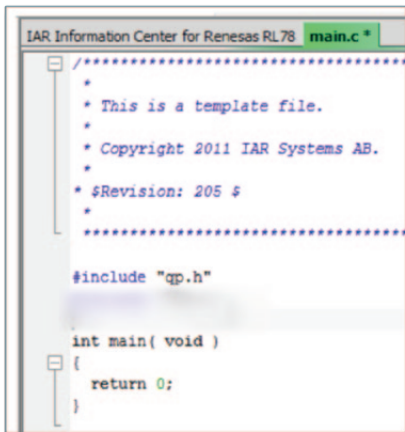 IAR Information Center for Renesas RL78 main.c *
/***********************************
*
* This is a template file.
*
* Copyright 2011 IAR Systems AB.
*
* $Revision: 205 $
*
***********************************
#include "qp.h"
int main( void )
{
return 0;
}